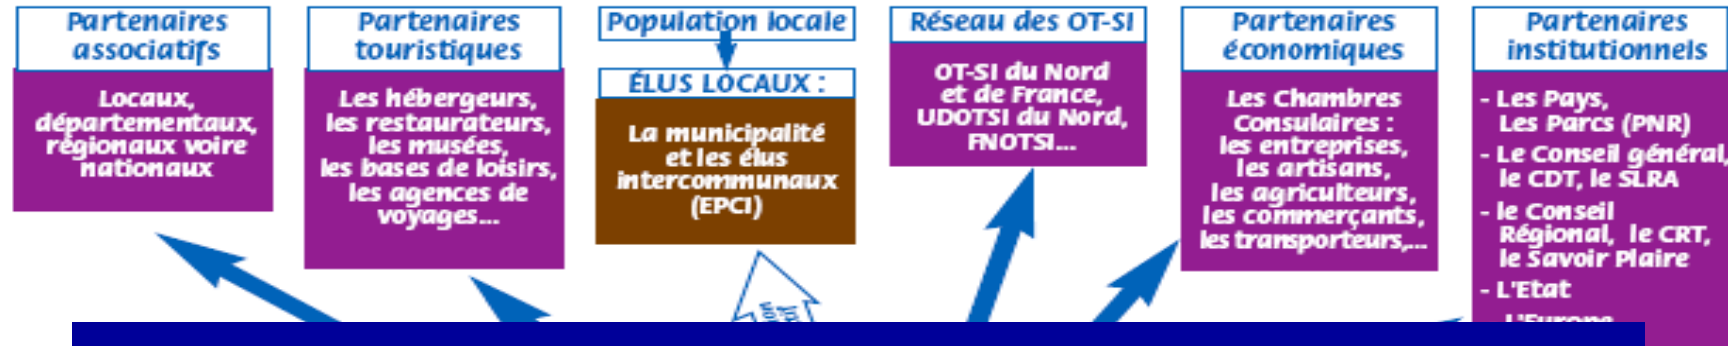 Partenaires
associatifs
Locaux,
départementaux,
régionaux voire
nationaux
Partenaires
touristiques
Les hébergeurs,
les restaurateurs,
les musées,
les bases de loisirs,
les agences de
voyages...
Population locale
ÉLUS LOCAUX :
La municipalité
et les élus
intercommunaux
(EPCI)
Réseau des OT-SI
OT-SI du Nord
et de France,
UDOTSI du Nord,
FNOTSI...
Partenaires
économiques
Les Chambres
Consulaires :
les entreprises,
les artisans,
les agriculteurs,
les commerçants,
les transporteurs,...
Partenaires
institutionnels
- Les Pays,
Les Parcs (PNR)
- Le Conseil général,
le CDT, le SLRA
- le Conseil
Régional, le CRT,
le Savoir Plaire
- L'Etat
L'Europe